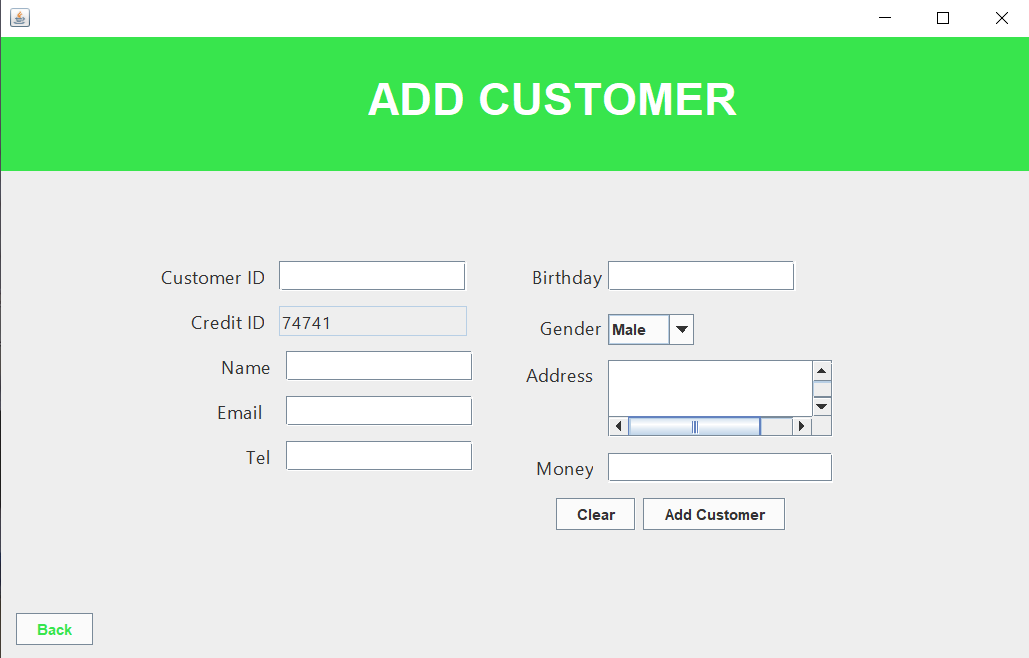 ADD CUSTOMER
Customer ID
Credit ID 74741
Name
Email
Tel
Birthday
Gender Male
Address
Money
Clear Add Customer
Back